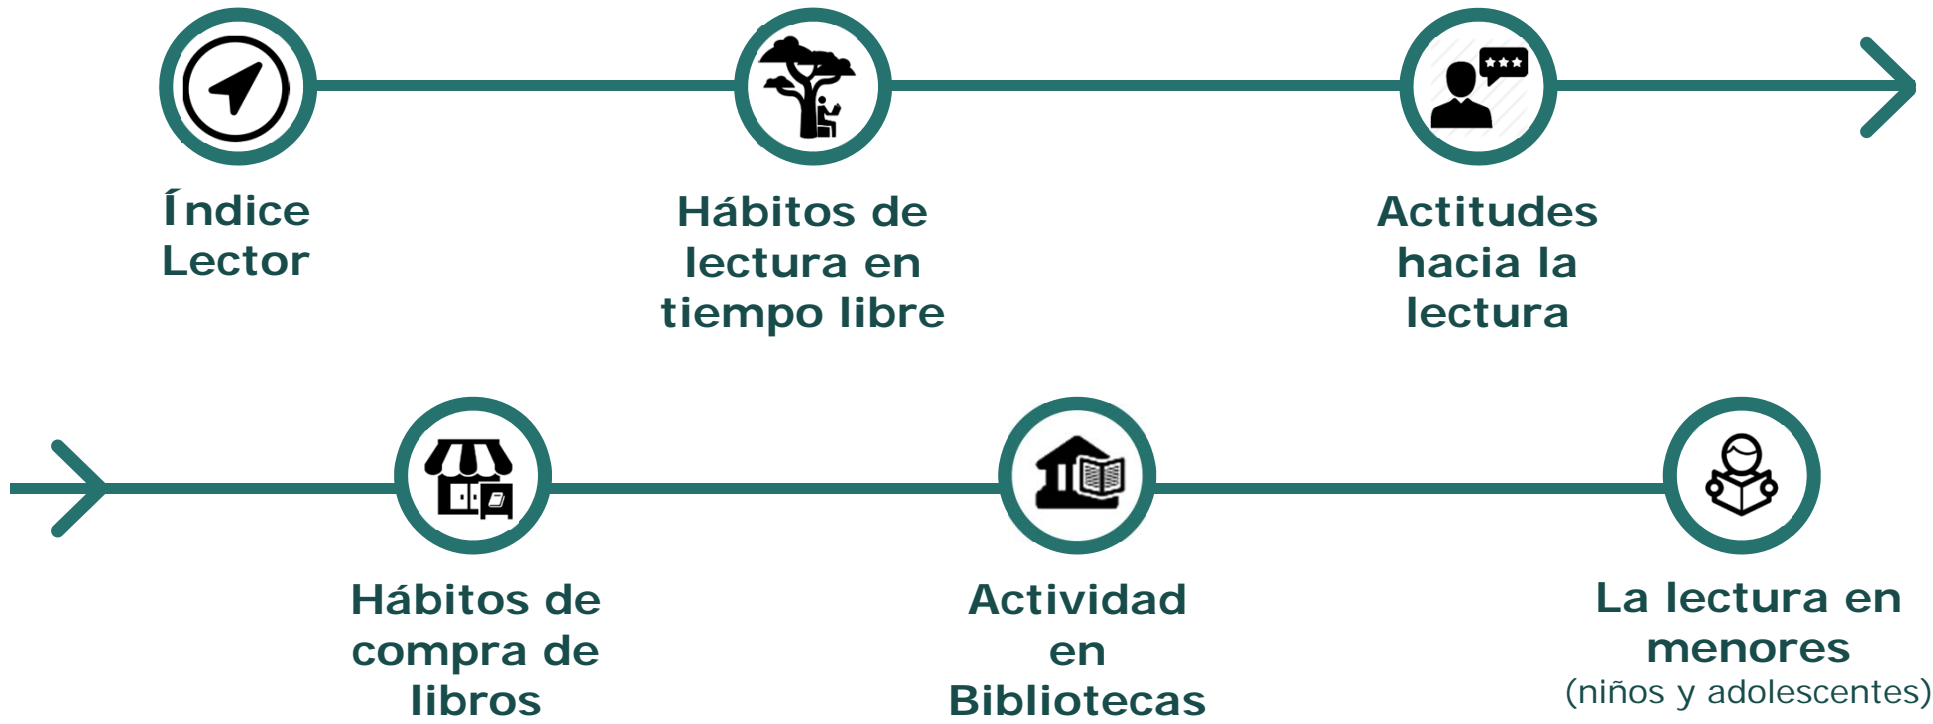 Índice
Lector
Hábitos de
lectura en
tiempo libre
Actitudes
hacia la
lectura
Hábitos de
compra de
libros
Actividad
en
Bibliotecas
La lectura en
menores
(niños y adolescentes)